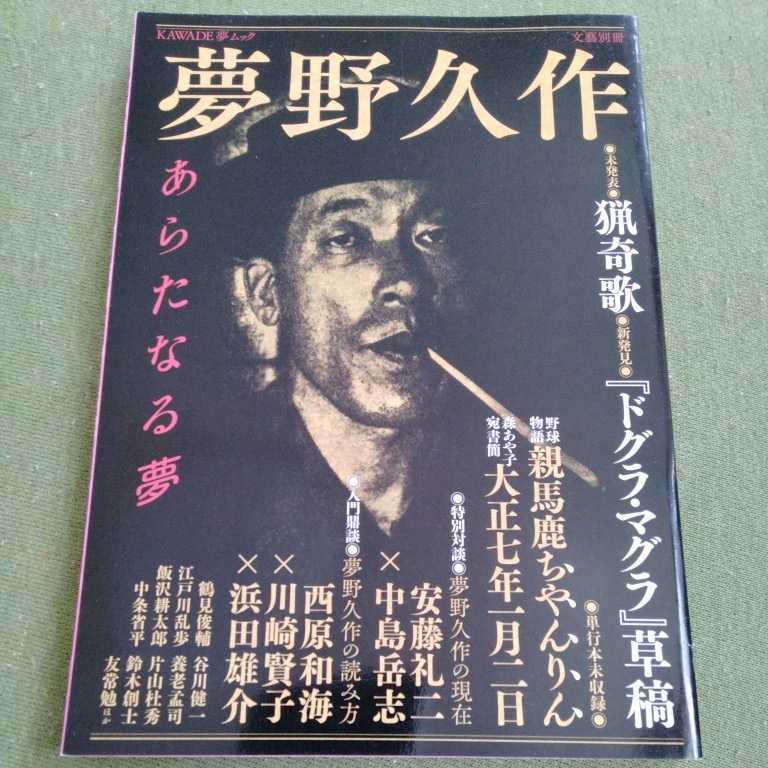 KAWADE夢ムック
文藝別冊
夢野久作
あらたなる夢
●未発表●猟奇歌●新発見●『ドグラ・マグラ』草稿
●単行本未収録●
野球物語 親馬鹿ちゃんりん
森あや子宛書簡 大正七年一月二日
●特別対談●夢野久作の現在
安藤礼二
×中島岳志
●入門鼎談●夢野久作の読み方
西原和海
×川崎賢子
×浜田雄介
鶴見俊輔 谷川健一
江戸川乱歩 養老孟司
飯沢耕太郎 片山杜秀
中条省平 鈴木創士
友常勉ほか